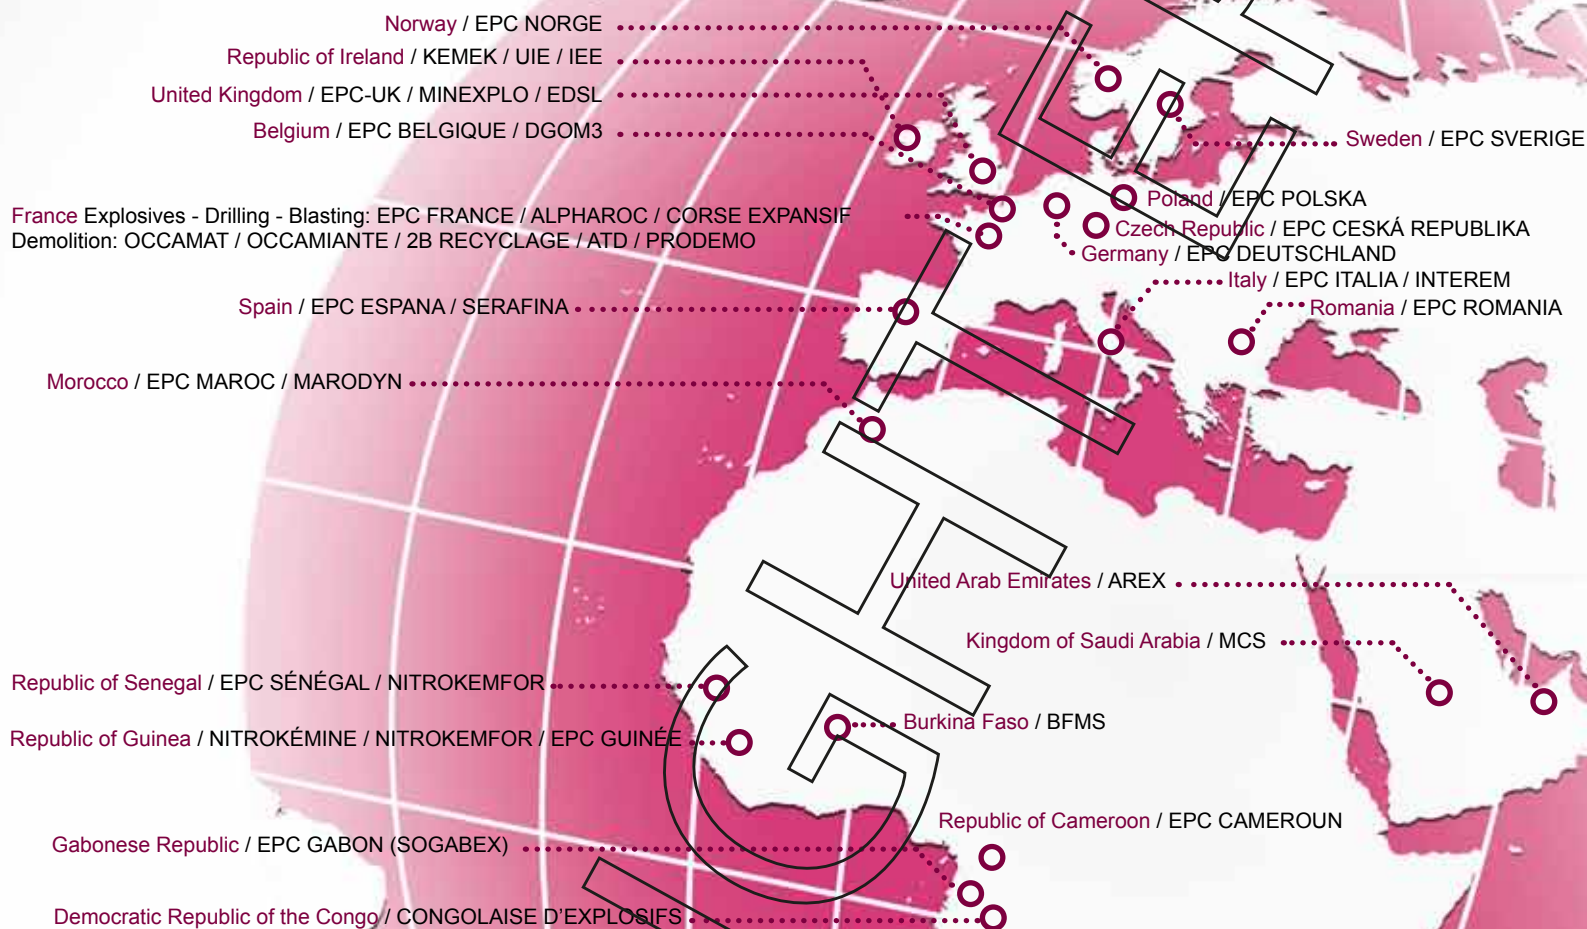 Norway / EPC NORGE
Republic of Ireland / KEMEK / UIE / IEE
United Kingdom / EPC-UK / MINEXPLO / EDSL
Belgium / EPC BELGIQUE / DGOM3
Sweden / EPC SVERIGE
Poland / EPC POLSKA
France Explosives - Drilling - Blasting: EPC FRANCE / ALPHAROC / CORSE EXPANSIF
Demolition: OCCAMAT / OCCAMIANTE / 2B RECYCLAGE / ATD / PRODEMO
Czech Republic / EPC CESKÁ REPUBLIKA
Germany / EPC DEUTSCHLAND
Italy / EPC ITALIA / INTEREM
Spain / EPC ESPANA / SERAFINA
Romania / EPC ROMANIA
Morocco / EPC MAROC / MARODYN
United Arab Emirates / AREX
Kingdom of Saudi Arabia / MCS
Republic of Senegal / EPC SÉNÉGAL / NITROKEMFOR
Burkina Faso / BFMS
Republic of Guinea / NITROKÉMINE / NITROKEMFOR / EPC GUINÉE
Republic of Cameroon / EPC CAMEROUN
Gabonese Republic / EPC GABON (SOGABEX)
Democratic Republic of the Congo / CONGOLAISE D'EXPLOSIFS